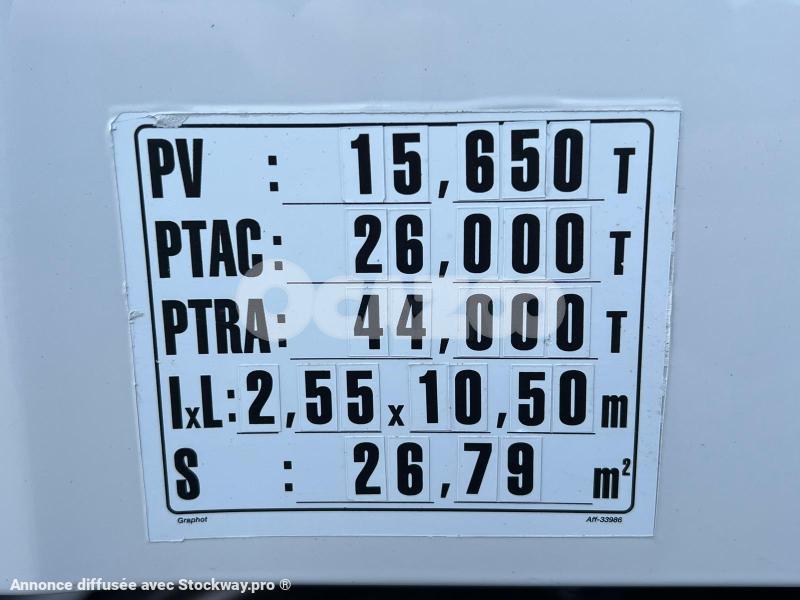 PV : 15,650 T
PTAC: 26,000 T
PTRA: 44,000 T
lxL: 2,55 x 10,50 m
S : 26,79 m²
Graphot Aff-33986
Annonce diffusée avec Stockway.pro ®